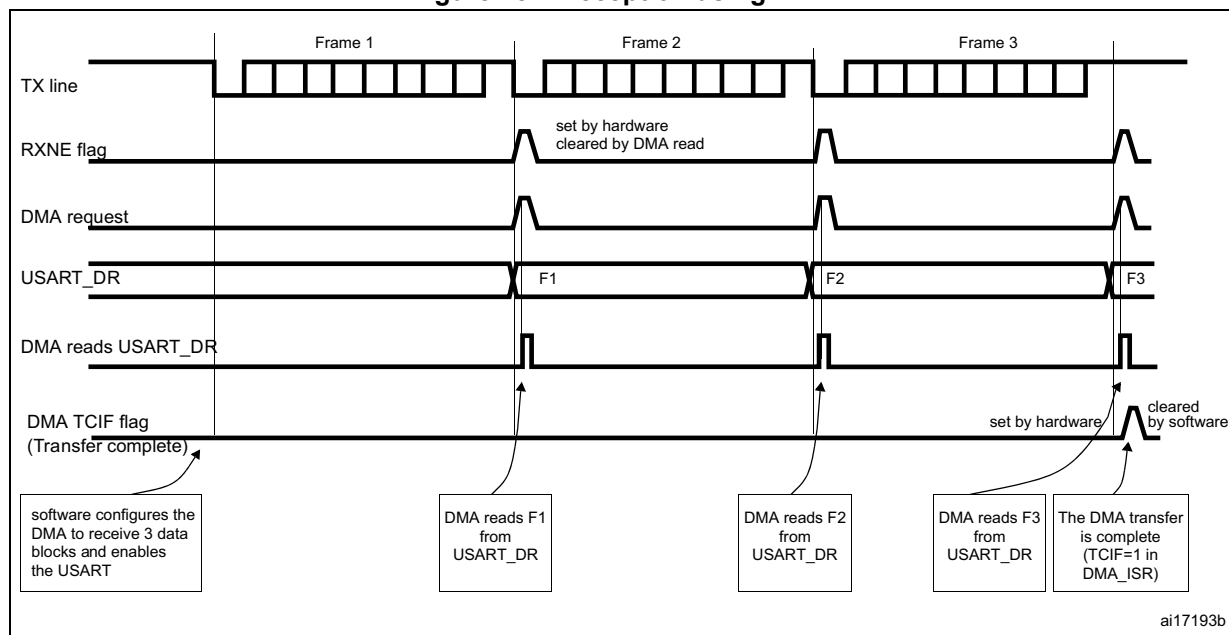 Frame 1
Frame 2
Frame 3
TX line
set by hardware
cleared by DMA read
RXNE flag
DMA request
USART_DR
F1
F2
F3
DMA reads USART_DR
DMA TCIF flag
(Transfer complete)
set by hardware
cleared
by software
software configures the
DMA to receive 3 data
blocks and enables
the USART
DMA reads F1
from
USART_DR
DMA reads F2
from
USART_DR
DMA reads F3
from
USART_DR
The DMA transfer
is complete
(TCIF=1 in
DMA_ISR)
ai17193b